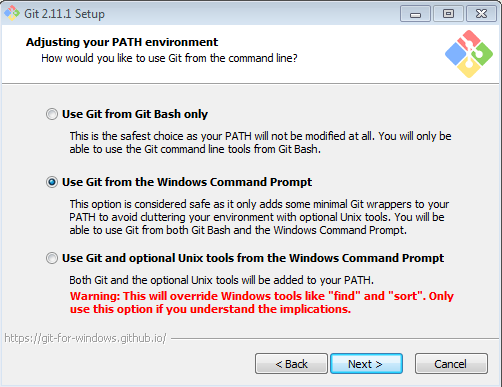 Git 2.11.1 Setup
Adjusting your PATH environment
How would you like to use Git from the command line?
Use Git from Git Bash only
This is the safest choice as your PATH will not be modified at all. You will only be
able to use the Git command line tools from Git Bash.
Use Git from the Windows Command Prompt
This option is considered safe as it only adds some minimal Git wrappers to your
PATH to avoid cluttering your environment with optional Unix tools. You will be
able to use Git from both Git Bash and the Windows Command Prompt.
Use Git and optional Unix tools from the Windows Command Prompt
Both Git and the optional Unix tools will be added to your PATH.
Warning: This will override Windows tools like "find" and "sort". Only
use this option if you understand the implications.
https://git-for-windows.github.io/
< Back
Next >
Cancel